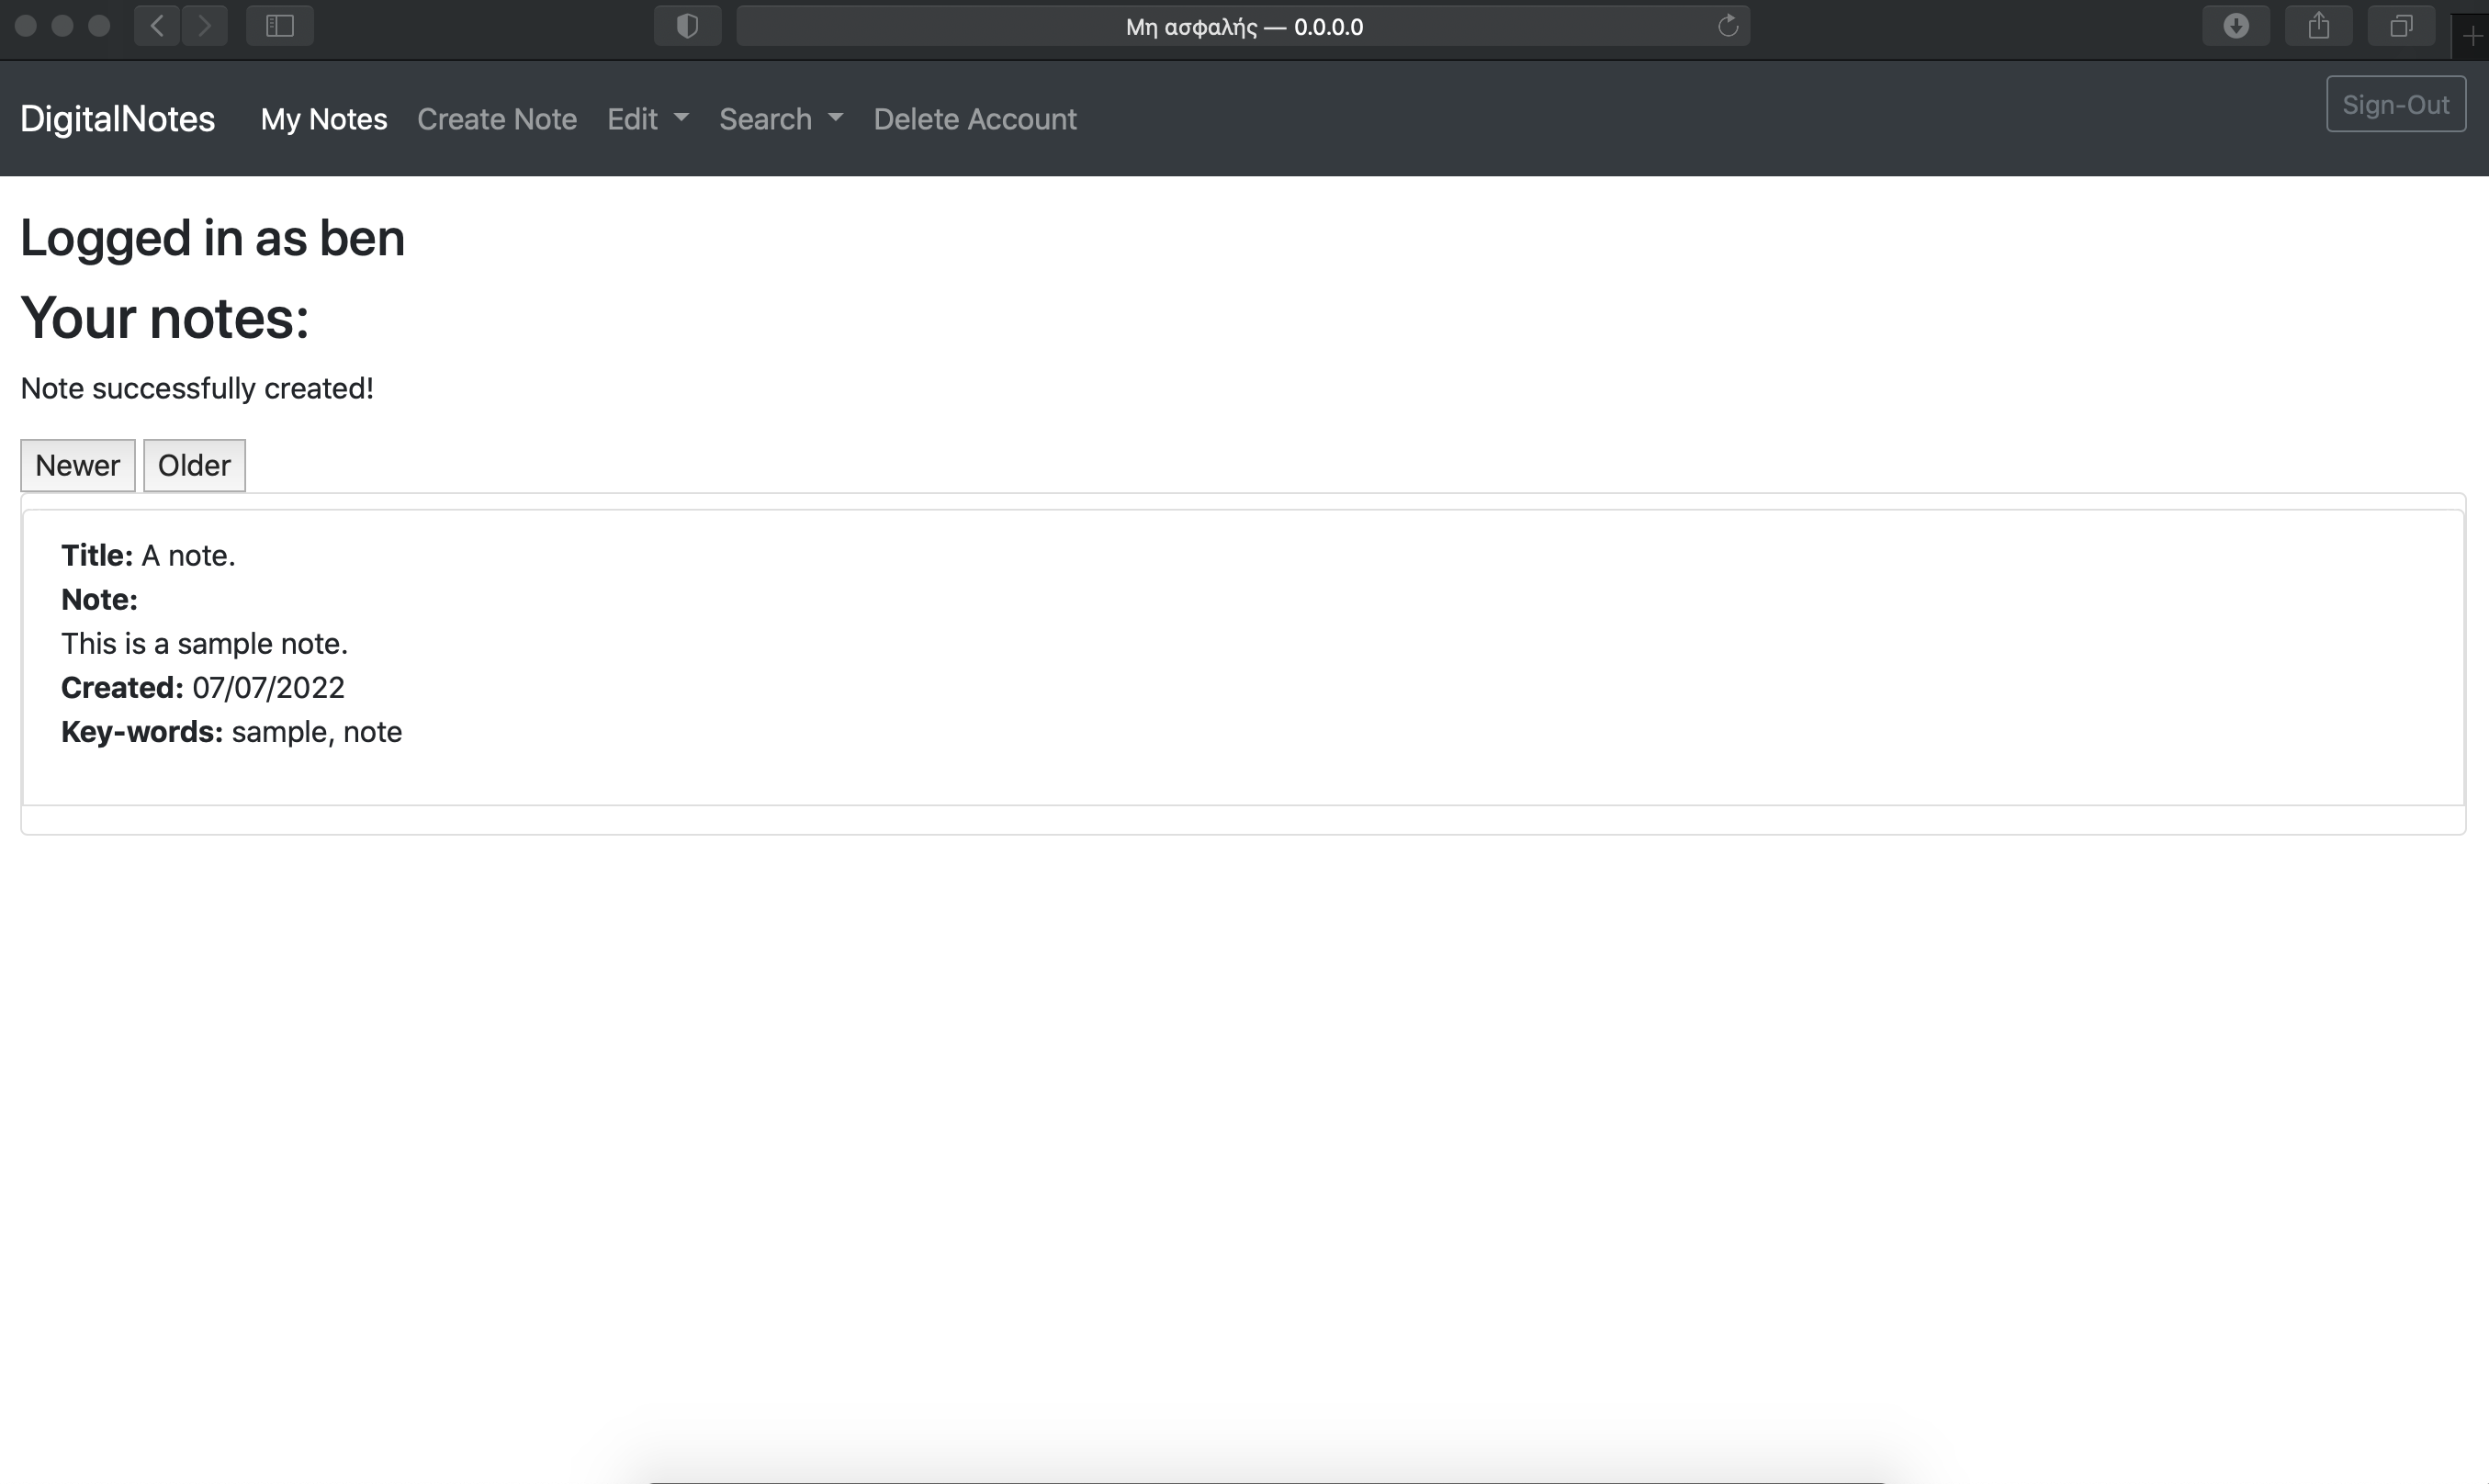 Μη ασφαλής — 0.0.0.0
DigitalNotes My Notes Create Note Edit Search Delete Account Sign-Out
Logged in as ben
Your notes:
Note successfully created!
Newer Older
Title: A note.
Note:
This is a sample note.
Created: 07/07/2022
Key-words: sample, note